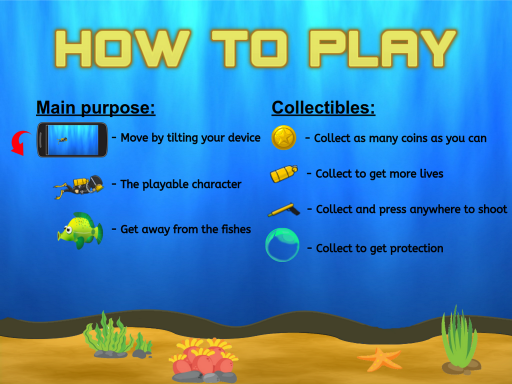 HOW TO PLAY
Main purpose:
- Move by tilting your device
- The playable character
- Get away from the fishes
Collectibles:
- Collect as many coins as you can
- Collect to get more lives
- Collect and press anywhere to shoot
- Collect to get protection